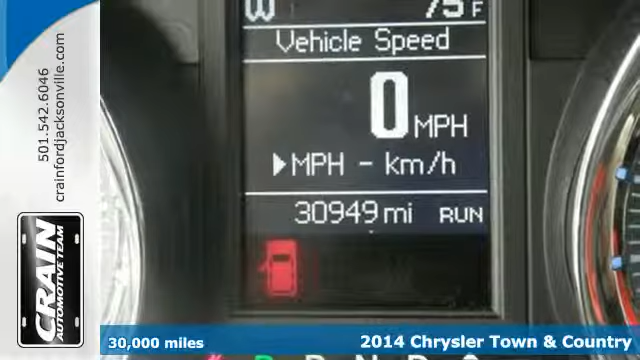 W 75 F
Vehicle Speed
0 MPH
MPH - km/h
30949 mi RUN
501.542.6046
crainfordjacksonville.com
CRAIN
AUTOMOTIVE TEAM
30,000 miles
2014 Chrysler Town & Country